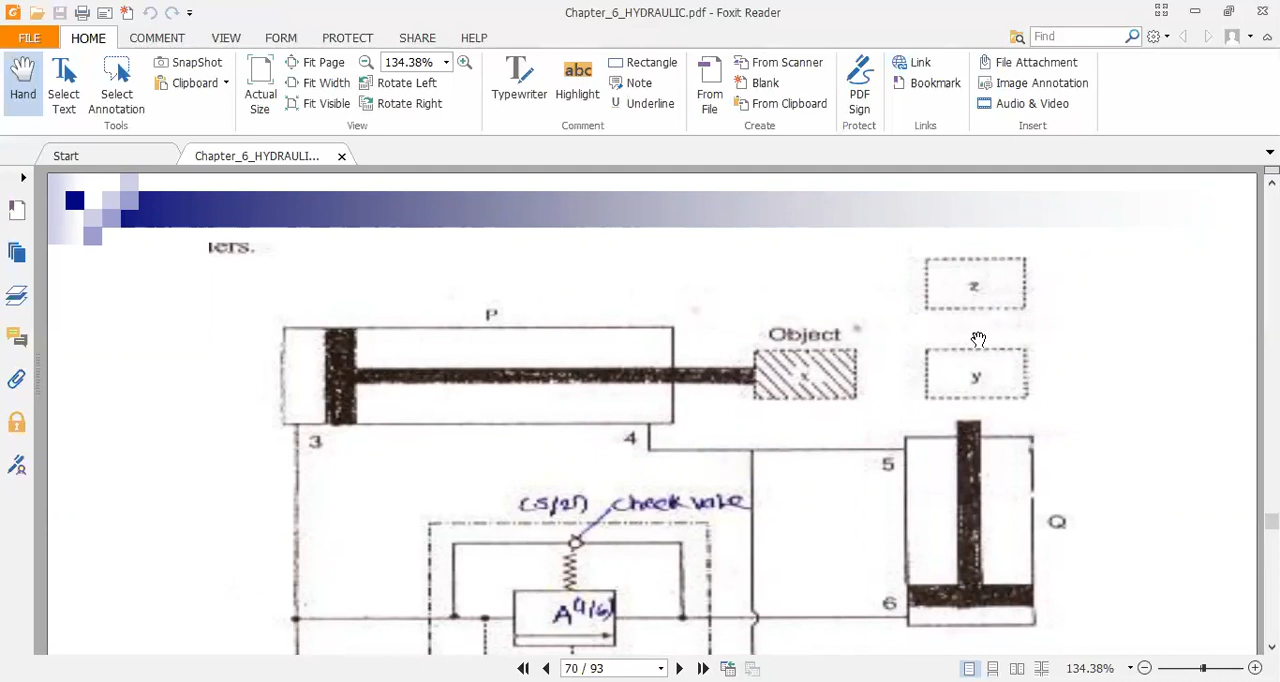 Chapter_6_HYDRAULIC.pdf - Foxit Reader
FILE HOME COMMENT VIEW FORM PROTECT SHARE HELP
Find
Hand
Select Text
Select Annotation
SnapShot
Clipboard
Tools
Actual Size
Fit Page
Fit Width
Fit Visible
134.38%
Rotate Left
Rotate Right
View
Typewriter
abc
Highlight
Rectangle
Note
Underline
Comment
From File
From Scanner
Blank
From Clipboard
Create
PDF Sign
Protect
Link
Bookmark
Links
File Attachment
Image Annotation
Audio & Video
Insert
Start
Chapter_6_HYDRAULI...
lers.
z
P
Object
x
y
3
4
5
Q
check valve
6
A
70 / 93
134.38%